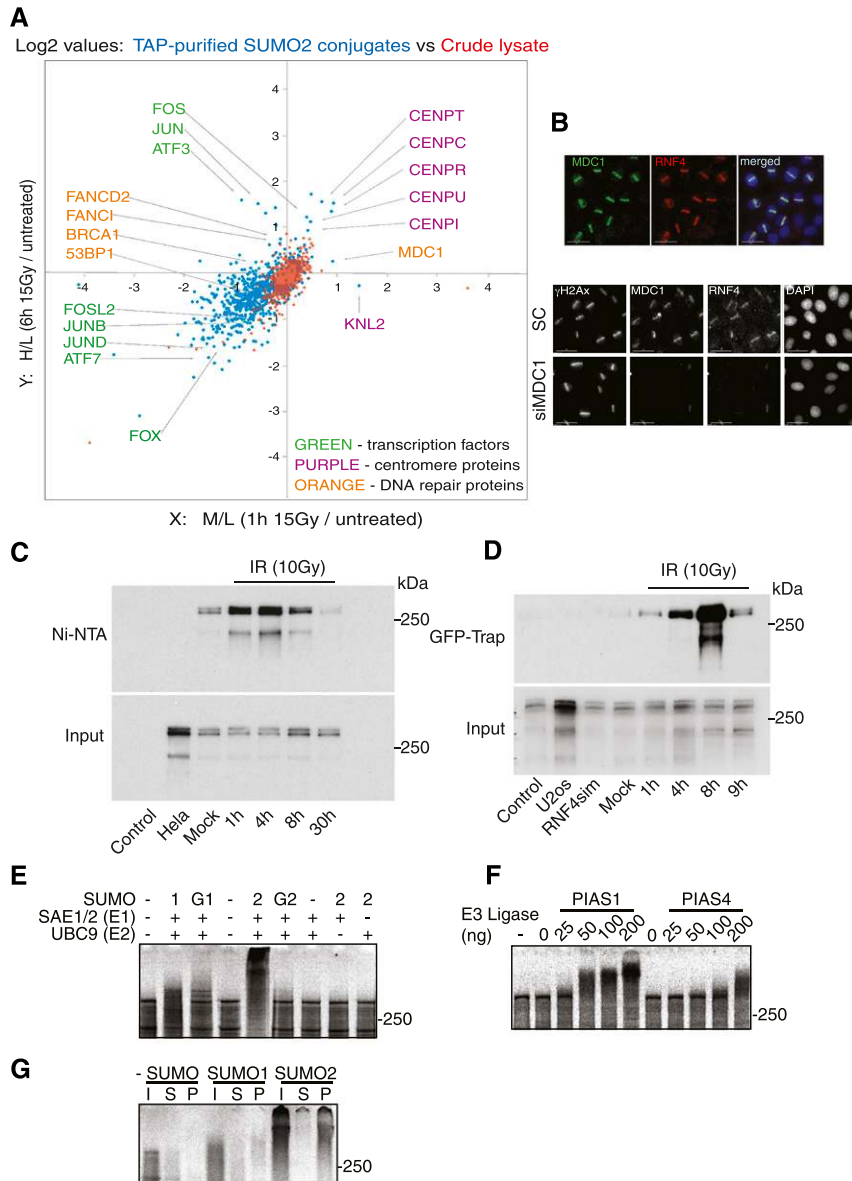 A
Log2 values: TAP-purified SUMO2 conjugates vs Crude lysate
Y: H/L (6h 15Gy / untreated)
FOS
JUN
ATF3
FANCD2
FANCI
BRCA1
53BP1
FOSL2
JUNB
JUND
ATF7
FOX
CENPT
CENPC
CENPR
CENPU
CENPI
MDC1
KNL2
4
3
2
1
-1
-2
-3
-4
-4 -3 -2 -1 1 2 3 4
GREEN - transcription factors
PURPLE - centromere proteins
ORANGE - DNA repair proteins
X: M/L (1h 15Gy / untreated)
B
MDC1 RNF4 merged
γH2Ax MDC1 RNF4 DAPI
SC
siMDC1
C
IR (10Gy)
kDa
Ni-NTA
-250
Input
-250
Control Hela Mock 1h 4h 8h 30h
D
IR (10Gy)
kDa
GFP-Trap
-250
Input
-250
Control U2os RNF4sim Mock 1h 4h 8h 9h
E
SUMO - 1 G1 - 2 G2 - 2 2
SAE1/2 (E1) - + + - + + + + -
UBC9 (E2) - + + - + + + - +
-250
F
PIAS1 PIAS4
E3 Ligase
(ng) - 0 25 50 100 200 0 25 50 100 200
-250
G
- SUMO SUMO1 SUMO2
I S P I S P I S P
-250